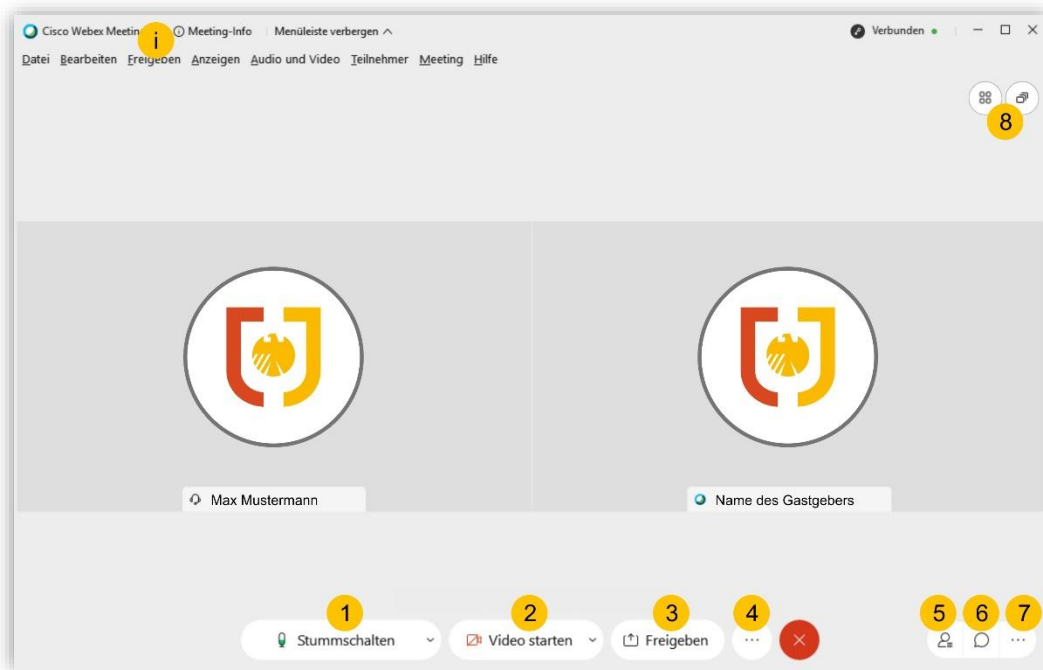 Cisco Webex Meetin i Meeting-Info Menüleiste verbergen Verbunden
Datei Bearbeiten Freigeben Anzeigen Audio und Video Teilnehmer Meeting Hilfe
8
Max Mustermann Name des Gastgebers
1 2 3 4 5 6 7
Stummschalten Video starten Freigeben ... ...